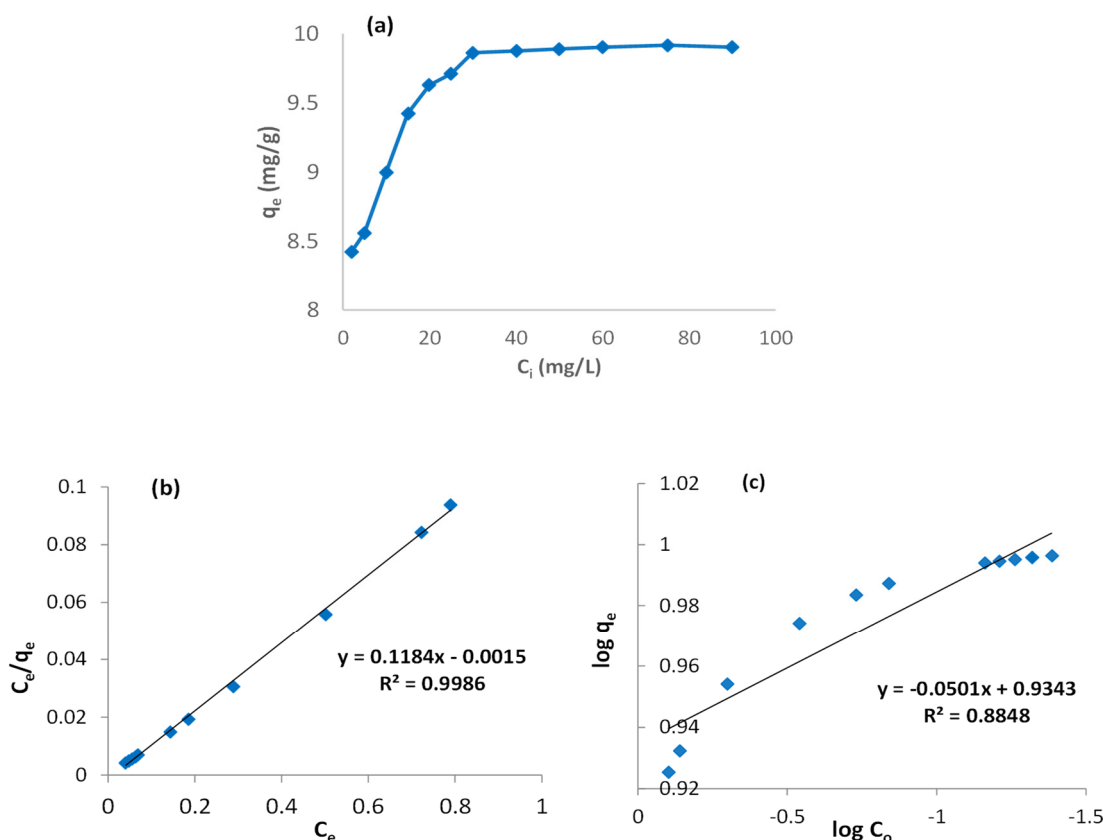 (a)
10
9.5
9
8.5
8
qₑ (mg/g)
0 20 40 60 80 100
Cᵢ (mg/L)
(b)
0.1
0.08
0.06
0.04
0.02
0
Cₑ/qₑ
y = 0.1184x - 0.0015
R² = 0.9986
0 0.2 0.4 0.6 0.8 1
Cₑ
(c)
1.02
1
0.98
0.96
0.94
0.92
log qₑ
y = -0.0501x + 0.9343
R² = 0.8848
0 -0.5 -1 -1.5
log Cₒ